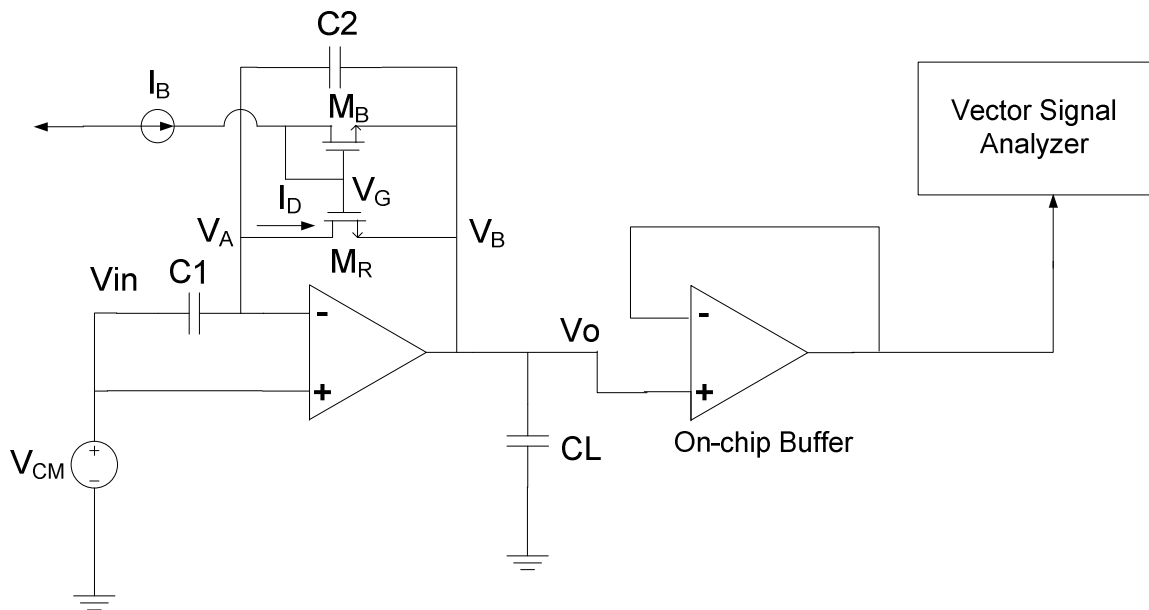 C2
I_B
M_B
Vector Signal
Analyzer
I_D
V_G
V_A
V_B
M_R
Vin
C1
-
+
Vo
-
+
On-chip Buffer
V_CM
+
-
CL